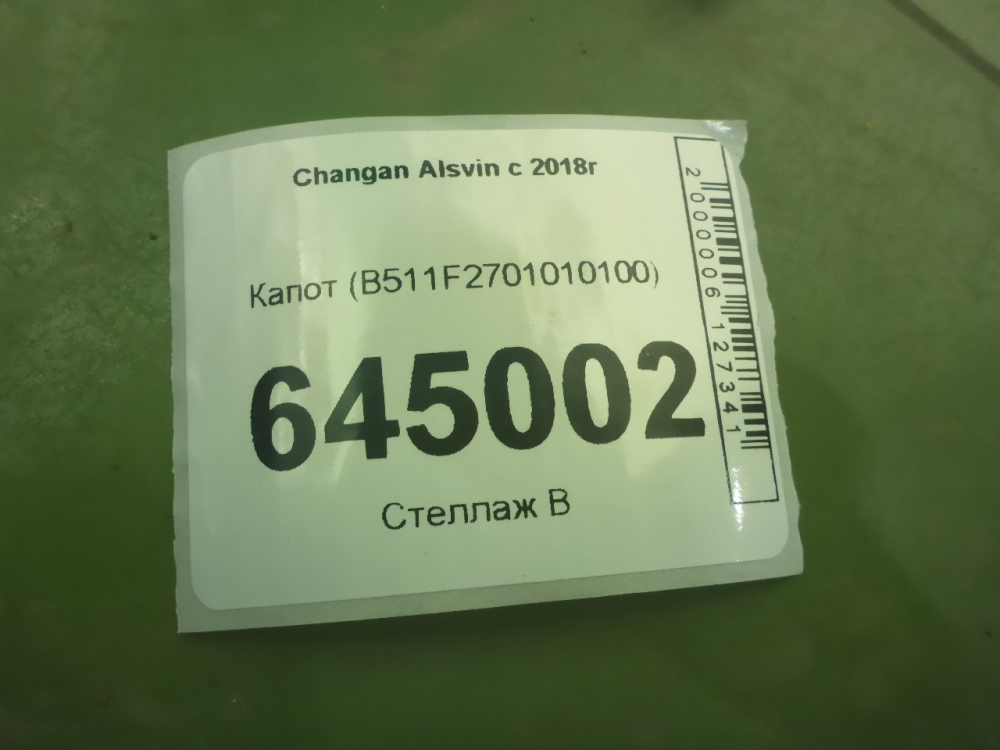 Changan Alsvin с 2018г
Капот (B511F2701010100)
645002
Стеллаж В
2000006127341